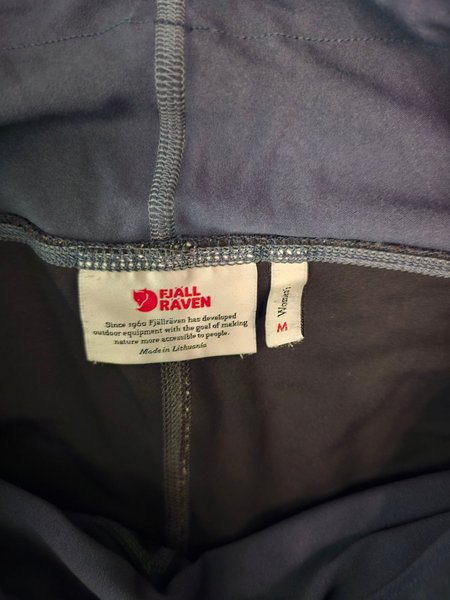 FJÄLL
RÄVEN
Since 1960 Fjällräven has developed
outdoor equipment with the goal of making
nature more accessible to people.
Made in Lithuania
Woman's
M